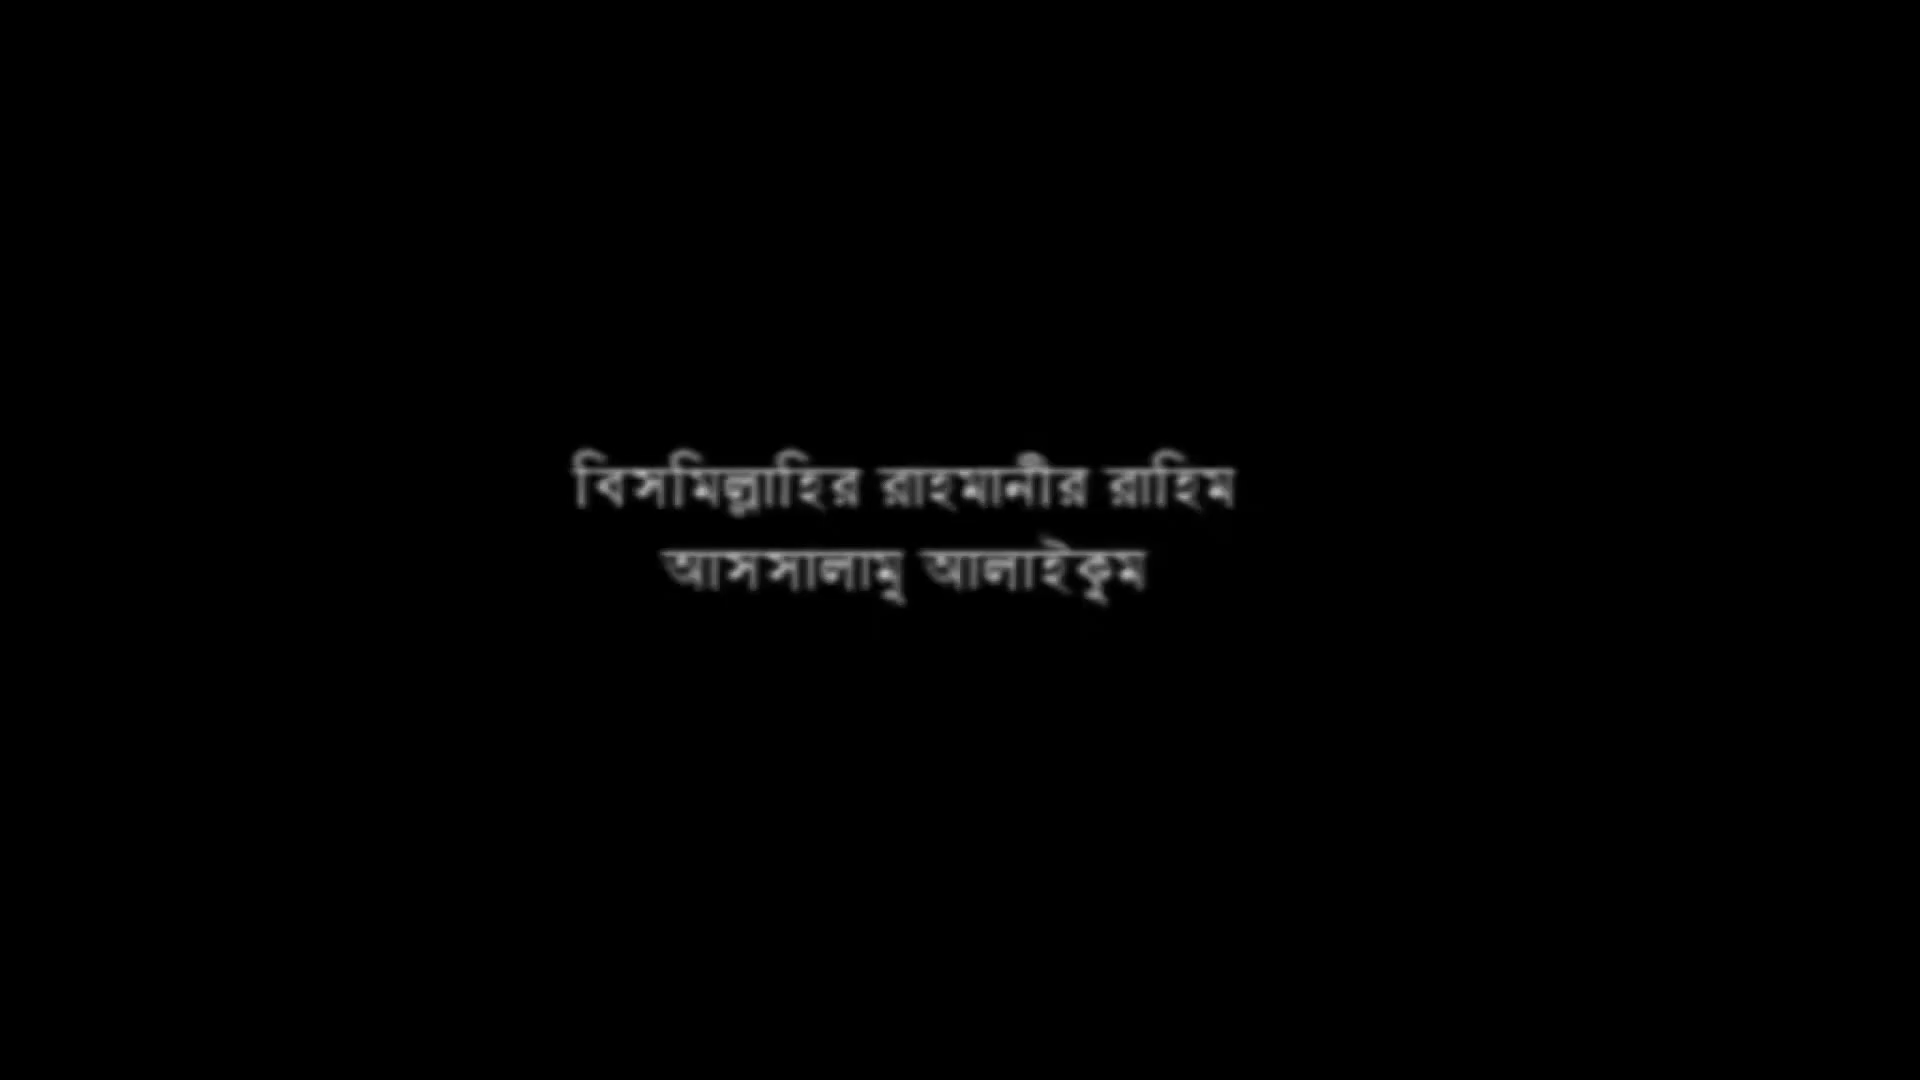 বিসমিল্লাহির রাহমানীর রাহিম
আসসালামু আলাইকুম